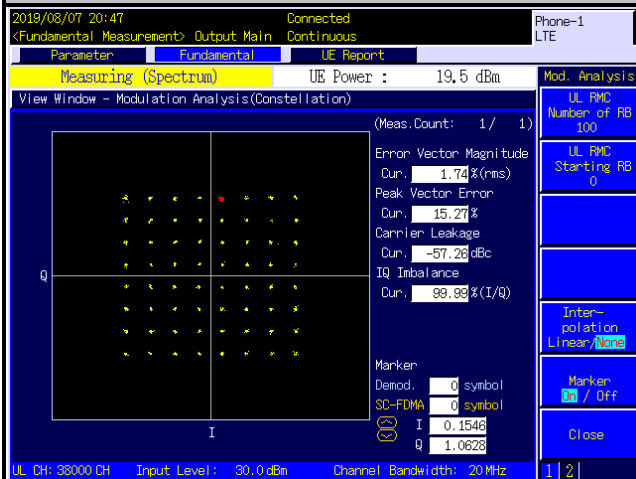 2019/08/07 20:47 Connected Phone-1
<Fundamental Measurement> Output Main Continuous LTE
Parameter Fundamental UE Report
Measuring (Spectrum) UE Power : 19.5 dBm Mod. Analysis
View Window - Modulation Analysis(Constellation)
UL RMC
Number of RB
100
(Meas.Count: 1/ 1)
Error Vector Magnitude
Cur. 1.74 %(rms)
Peak Vector Error
Cur. 15.27 %
Carrier Leakage
Cur. -57.26 dBc
IQ Imbalance
Cur. 99.99 %(I/Q)
UL RMC
Starting RB
0
Q
I
Marker
Demod. 0 symbol
SC-FDMA 0 symbol
I 0.1546
Q 1.0628
Inter-
polation
Linear/None
Marker
On / Off
Close
UL CH: 38000 CH Input Level: 30.0 dBm Channel Bandwidth: 20 MHz 1 2